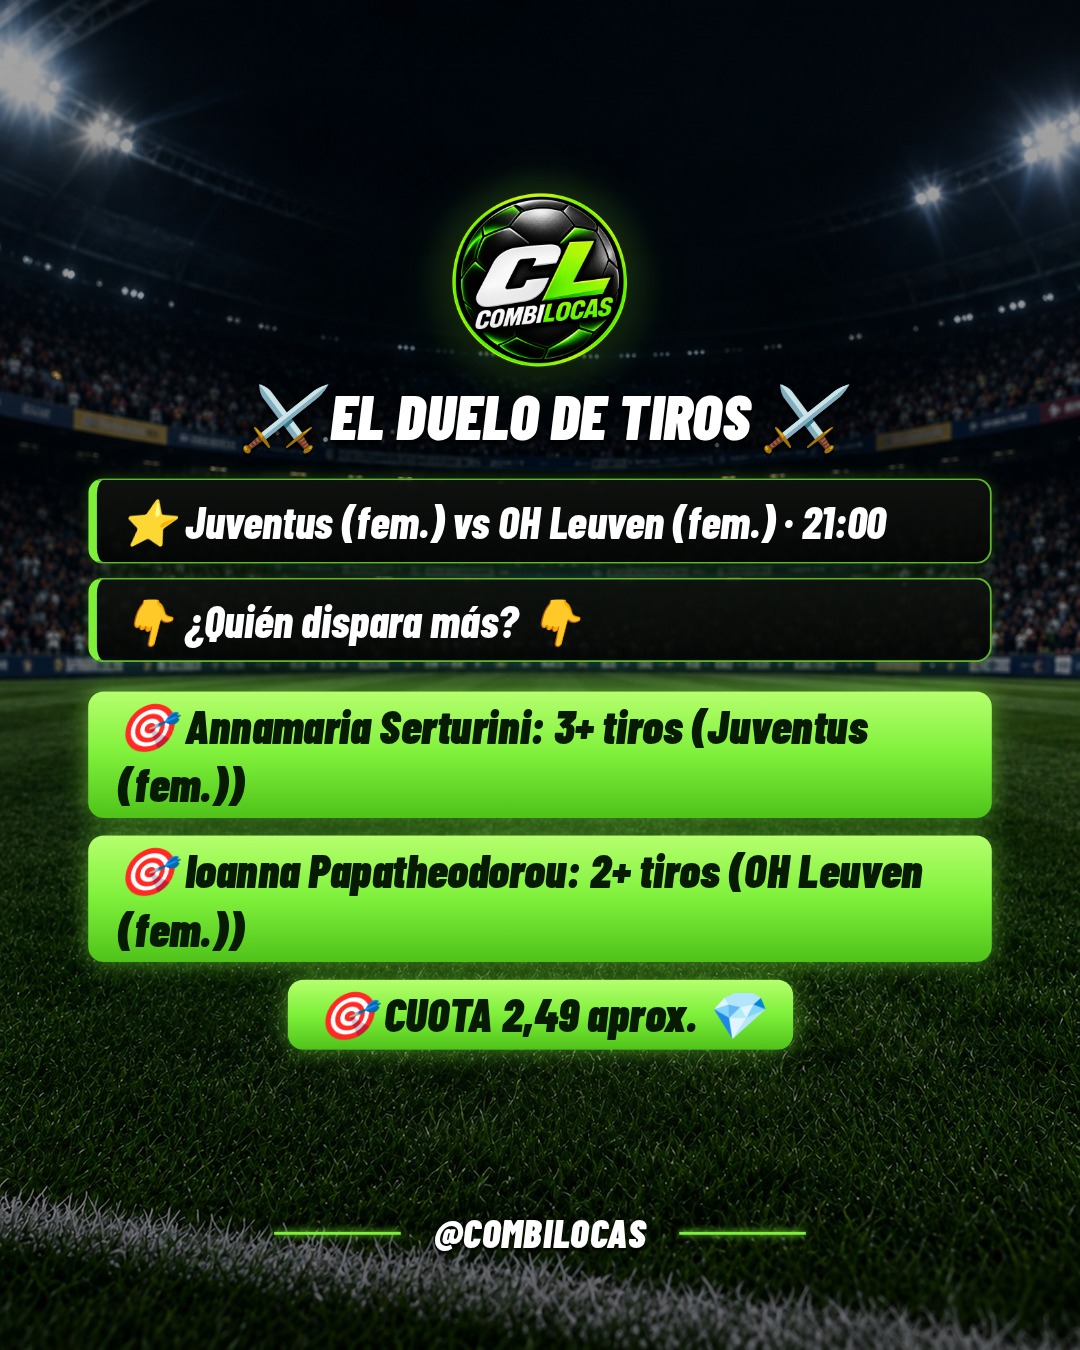 CL
COMBILOCAS
⚔️EL DUELO DE TIROS ⚔️
⭐ Juventus (fem.) vs OH Leuven (fem.) · 21:00
👇 ¿Quién dispara más? 👇
🎯 Annamaria Serturini: 3+ tiros (Juventus
(fem.))
🎯 Ioanna Papatheodorou: 2+ tiros (OH Leuven
(fem.))
🎯 CUOTA 2,49 aprox. 💎
@COMBILOCAS